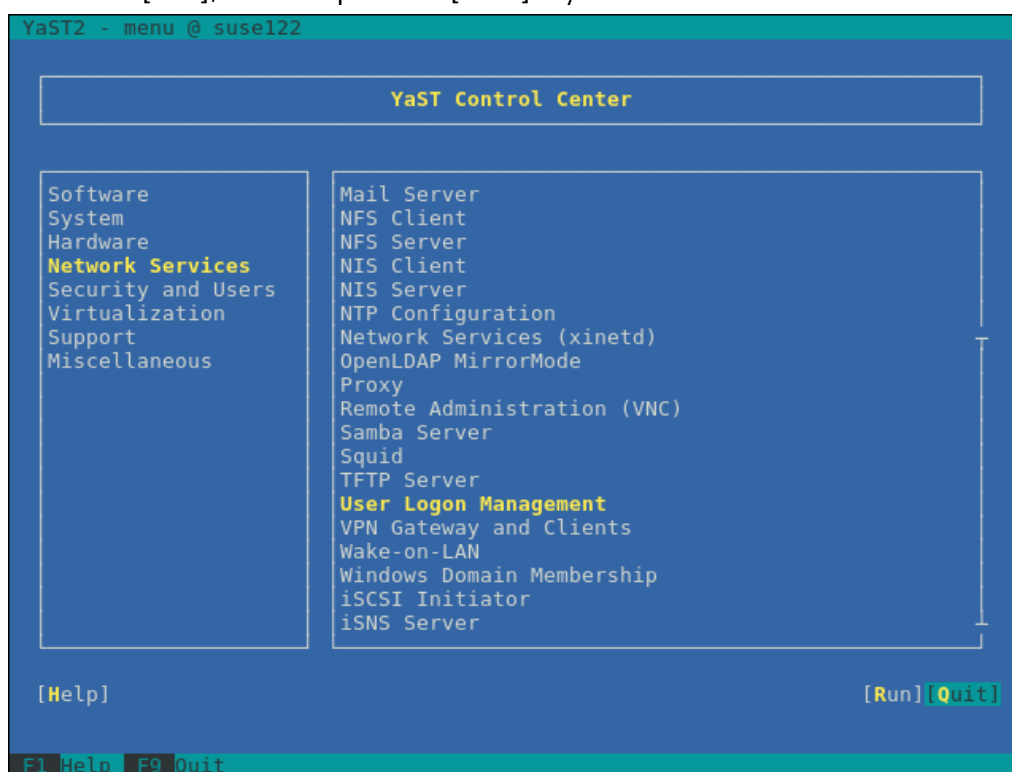 YaST2 - menu @ suse122
YaST Control Center
Software
System
Hardware
Network Services
Security and Users
Virtualization
Support
Miscellaneous
Mail Server
NFS Client
NFS Server
NIS Client
NIS Server
NTP Configuration
Network Services (xinetd)
OpenLDAP MirrorMode
Proxy
Remote Administration (VNC)
Samba Server
Squid
TFTP Server
User Logon Management
VPN Gateway and Clients
Wake-on-LAN
Windows Domain Membership
iSCSI Initiator
iSNS Server
[Help] [Run][Quit]
F1 Help F9 Quit